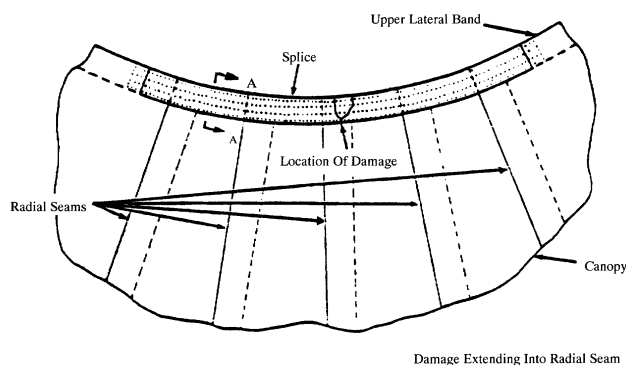 Upper Lateral Band
Splice
A
A
Location Of Damage
Radial Seams
Canopy
Damage Extending Into Radial Seam